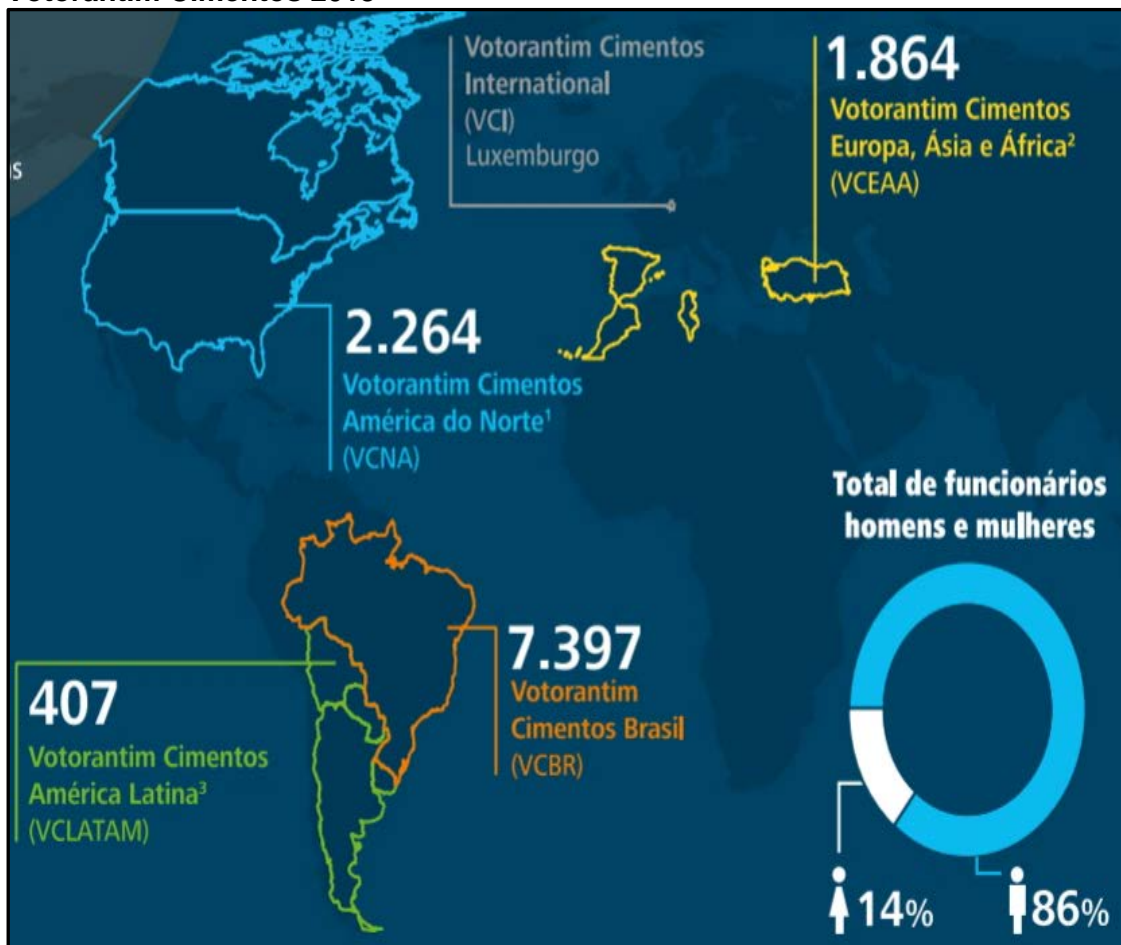 Votorantim Cimentos
International
(VCI)
Luxemburgo
1.864
Votorantim Cimentos
Europa, Ásia e África²
(VCEAA)
2.264
Votorantim Cimentos
América do Norte¹
(VCNA)
7.397
Votorantim
Cimentos Brasil
(VCBR)
407
Votorantim Cimentos
América Latina³
(VCLATAM)
Total de funcionários
homens e mulheres
14%
86%